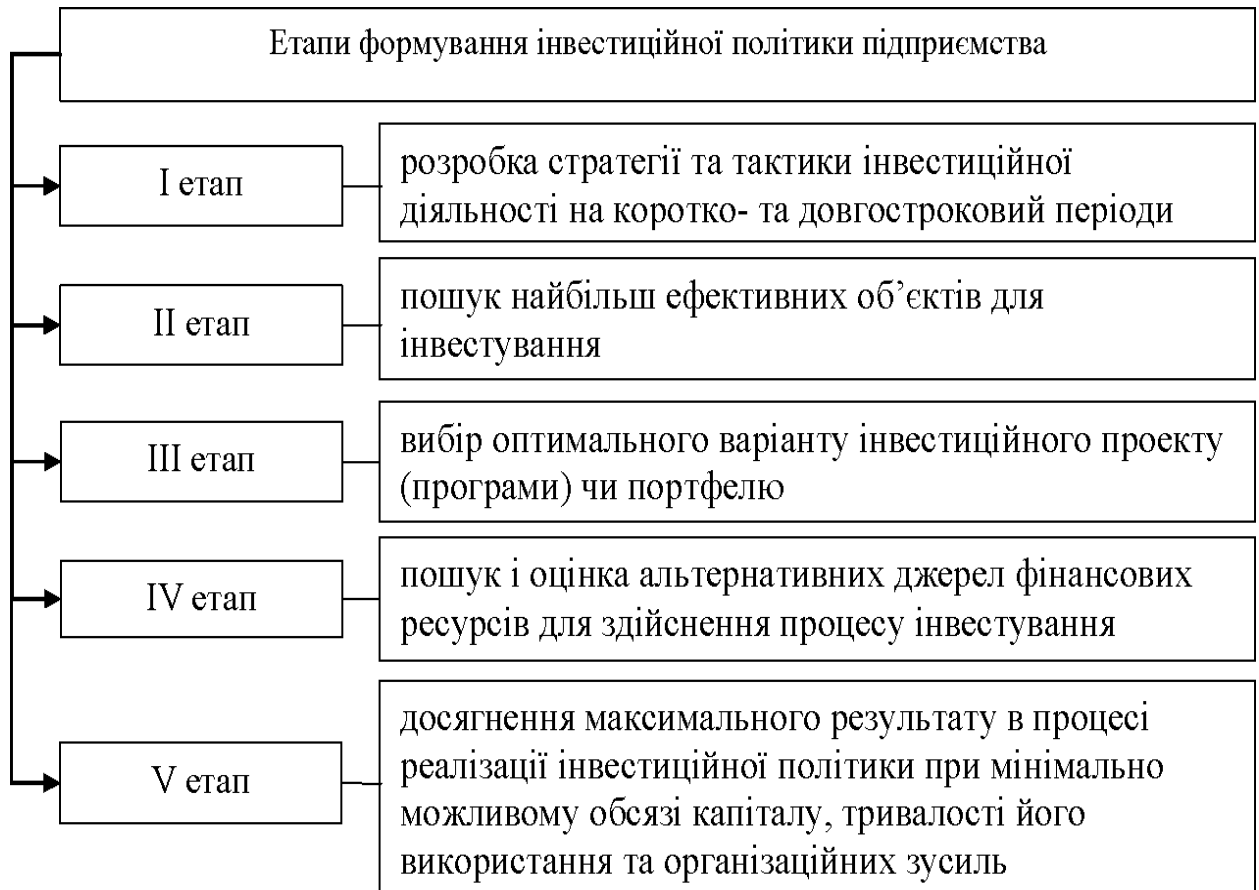 Етапи формування інвестиційної політики підприємства
I етап
розробка стратегії та тактики інвестиційної
діяльності на коротко- та довгостроковий періоди
II етап
пошук найбільш ефективних об’єктів для
інвестування
III етап
вибір оптимального варіанту інвестиційного проекту
(програми) чи портфелю
IV етап
пошук і оцінка альтернативних джерел фінансових
ресурсів для здійснення процесу інвестування
V етап
досягнення максимального результату в процесі
реалізації інвестиційної політики при мінімально
можливому обсязі капіталу, тривалості його
використання та організаційних зусиль